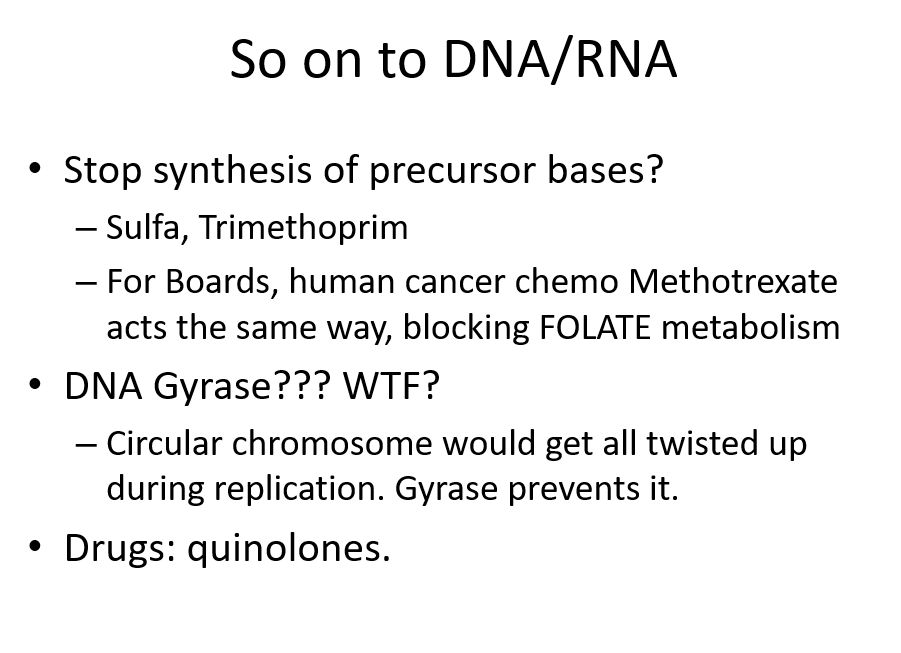 So on to DNA/RNA
• Stop synthesis of precursor bases?
– Sulfa, Trimethoprim
– For Boards, human cancer chemo Methotrexate
acts the same way, blocking FOLATE metabolism
• DNA Gyrase??? WTF?
– Circular chromosome would get all twisted up
during replication. Gyrase prevents it.
• Drugs: quinolones.